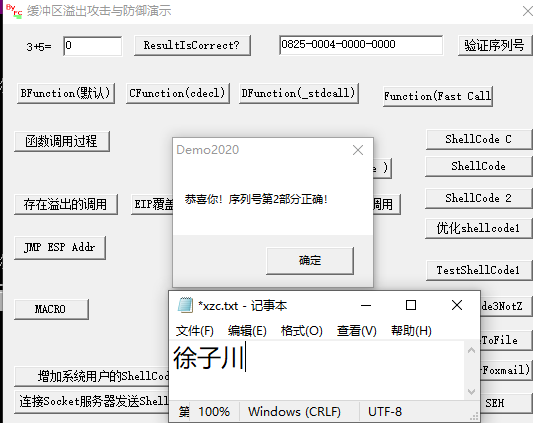 缓冲区溢出攻击与防御演示
3+5= 0 ResultIsCorrect? 0825-0004-0000-0000 验证序列号
BFunction(默认) CFunction(cdecl) DFunction(_stdcall) Function(Fast Call
函数调用过程 ShellCode C
Demo2020
ShellCode
恭喜你！序列号第2部分正确！
存在溢出的调用 EIP覆盖 调用 ShellCode 2
优化shellcode1
JMP ESP Addr 确定
TestShellCode1
MACRO
*xzc.txt - 记事本
文件(F) 编辑(E) 格式(O) 查看(V) 帮助(H)
徐子川
ode3NotZ
ToFile
Foxmail)
增加系统用户的ShellCod
连接Socket服务器发送Shell SEH
100% Windows (CRLF) UTF-8